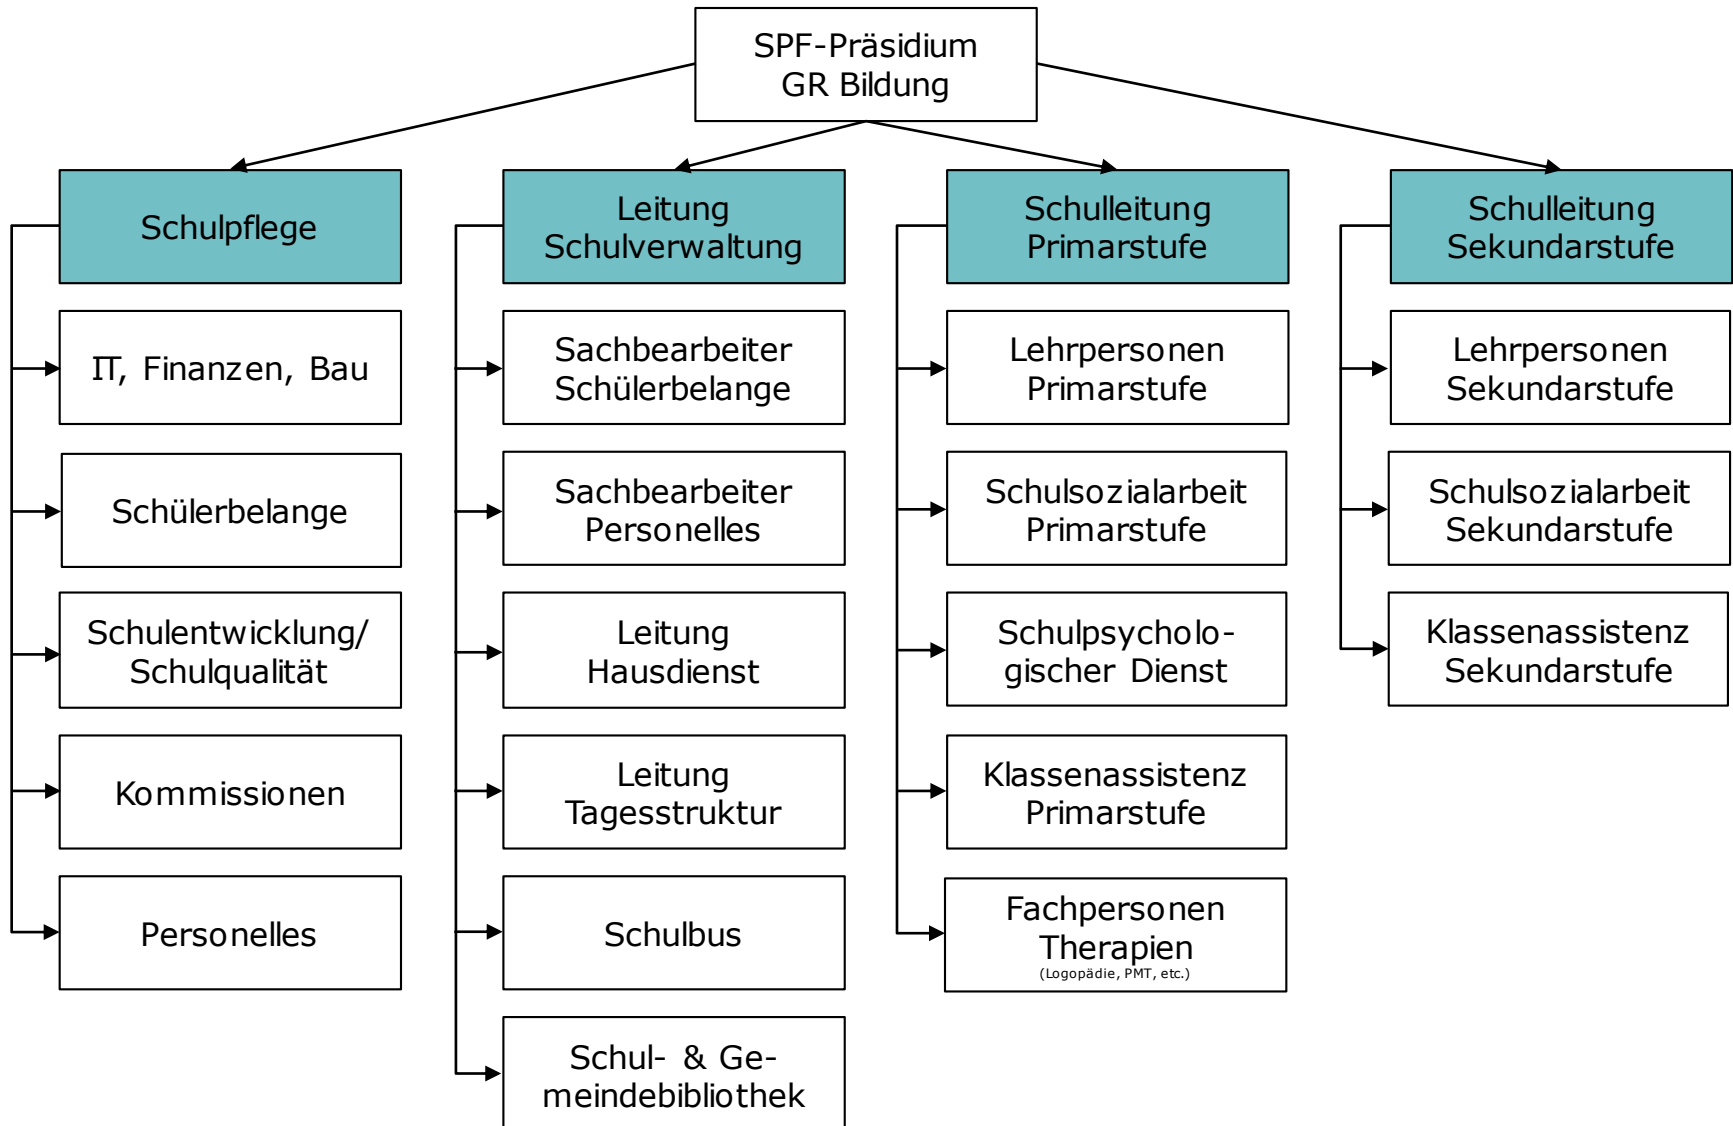 SPF-Präsidium
GR Bildung
Schulpflege
IT, Finanzen, Bau
Schülerbelange
Schulentwicklung/
Schulqualität
Kommissionen
Personelles
Leitung
Schulverwaltung
Sachbearbeiter
Schülerbelange
Sachbearbeiter
Personelles
Leitung
Hausdienst
Leitung
Tagesstruktur
Schulbus
Schul- & Ge-
meindebibliothek
Schulleitung
Primarstufe
Lehrpersonen
Primarstufe
Schulsozialarbeit
Primarstufe
Schulpsycholo-
gischer Dienst
Klassenassistenz
Primarstufe
Fachpersonen
Therapien
(Logopädie, PMT, etc.)
Schulleitung
Sekundarstufe
Lehrpersonen
Sekundarstufe
Schulsozialarbeit
Sekundarstufe
Klassenassistenz
Sekundarstufe